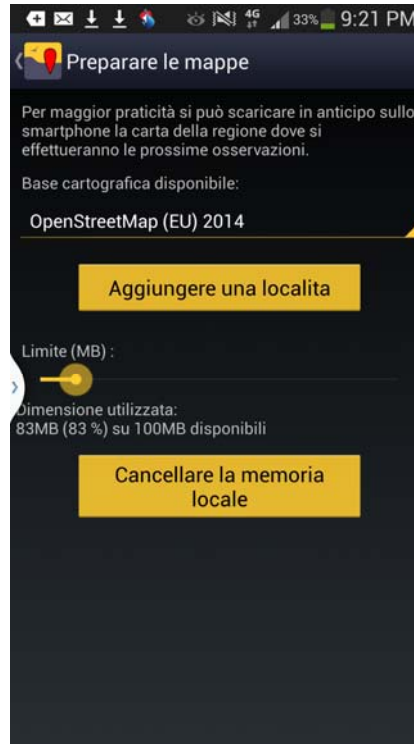 4G 33% 9:21 PM
Preparare le mappe
Per maggior praticità si può scaricare in anticipo sullo
smartphone la carta della regione dove si
effettueranno le prossime osservazioni.
Base cartografica disponibile:
OpenStreetMap (EU) 2014
Aggiungere una localita
Limite (MB) :
Dimensione utilizzata:
83MB (83 %) su 100MB disponibili
Cancellare la memoria
locale